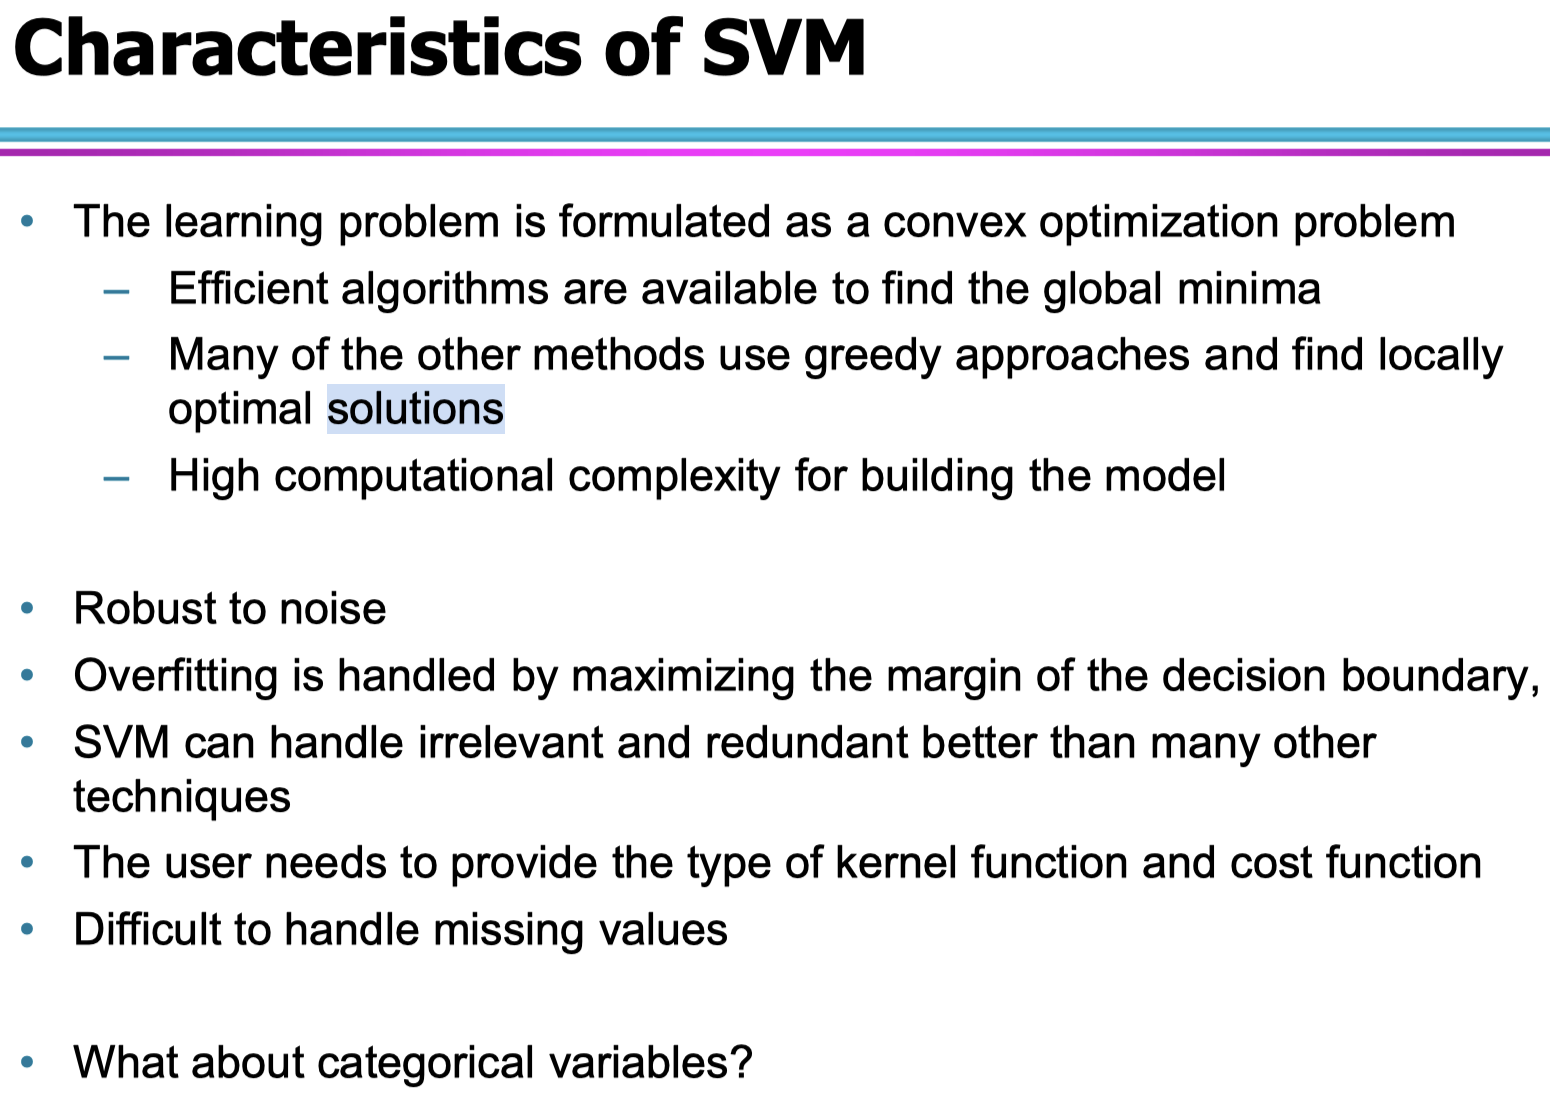 Characteristics of SVM
• The learning problem is formulated as a convex optimization problem
– Efficient algorithms are available to find the global minima
– Many of the other methods use greedy approaches and find locally
optimal solutions
– High computational complexity for building the model
• Robust to noise
• Overfitting is handled by maximizing the margin of the decision boundary,
• SVM can handle irrelevant and redundant better than many other
techniques
• The user needs to provide the type of kernel function and cost function
• Difficult to handle missing values
• What about categorical variables?